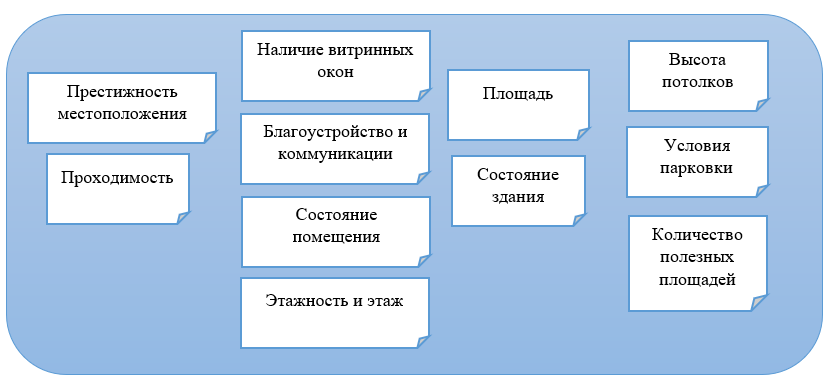 Престижность
местоположения
Проходимость
Наличие витринных
окон
Благоустройство и
коммуникации
Состояние
помещения
Этажность и этаж
Площадь
Состояние
здания
Высота
потолков
Условия
парковки
Количество
полезных
площадей